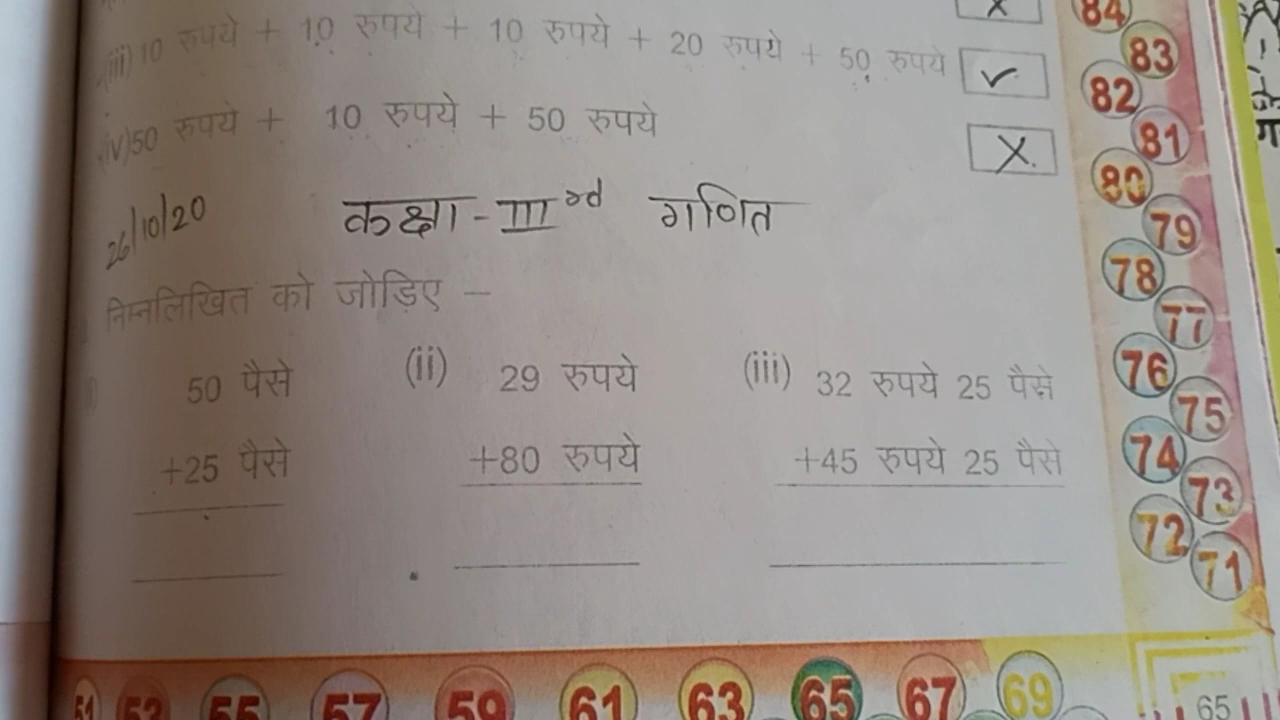 (iii) 10 रुपये + 10 रुपये + 10 रुपये + 20 रुपये + 50 रुपये ✓
(iv) 50 रुपये + 10 रुपये + 50 रुपये X
26/10/20 कक्षा - III rd गणित
निम्नलिखित को जोड़िए –
50 पैसे (ii) 29 रुपये (iii) 32 रुपये 25 पैसे
+25 पैसे +80 रुपये +45 रुपये 25 पैसे
84
83
82
81
80
79
78
77
76
75
74
73
72
71
51 53 55 57 59 61 63 65 67 69
65